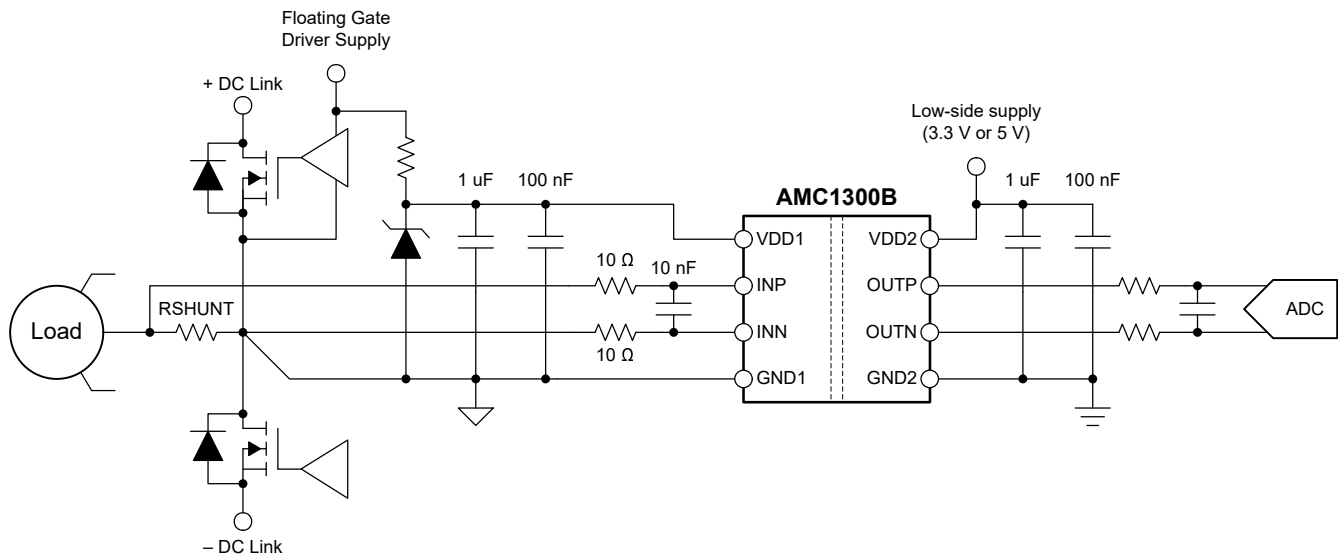 Floating Gate
Driver Supply
+ DC Link
Low-side supply
(3.3 V or 5 V)
1 uF
100 nF
AMC1300B
1 uF
100 nF
VDD1
VDD2
10 Ω
10 nF
INP
OUTP
RSHUNT
Load
INN
OUTN
ADC
10 Ω
GND1
GND2
– DC Link